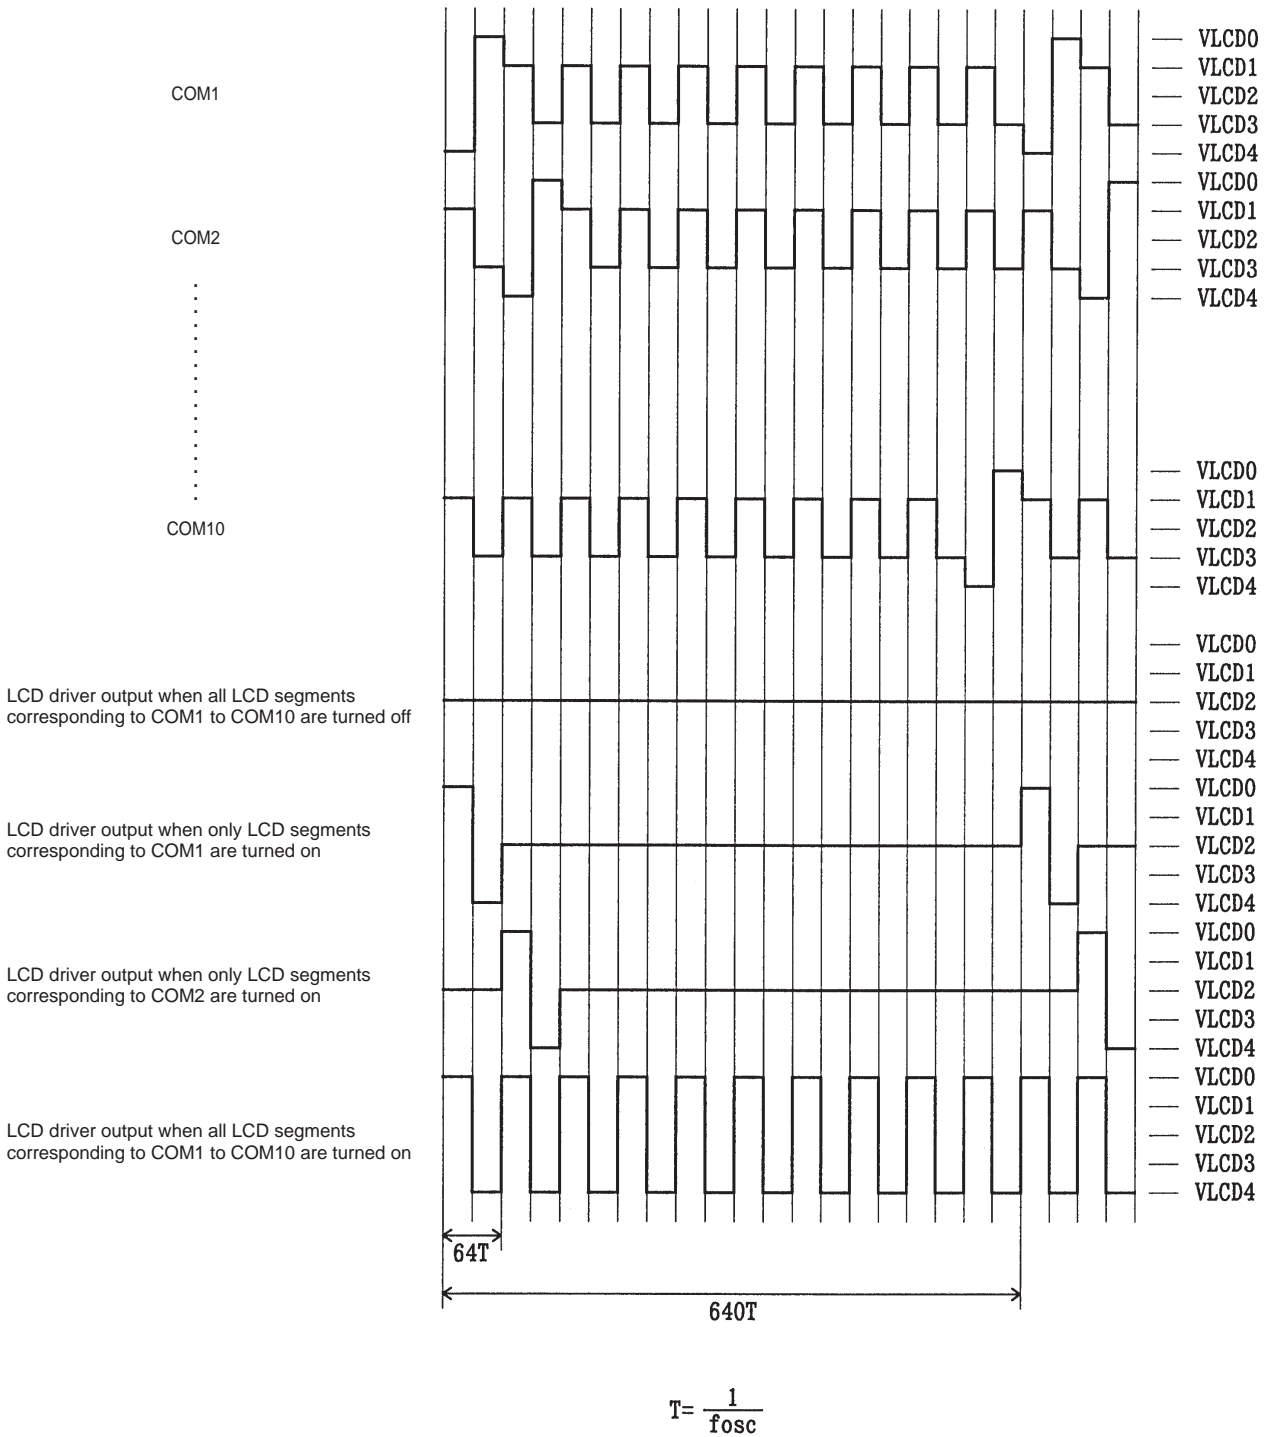 COM1
VLCD0
VLCD1
VLCD2
VLCD3
VLCD4
COM2
VLCD0
VLCD1
VLCD2
VLCD3
VLCD4
COM10
VLCD0
VLCD1
VLCD2
VLCD3
VLCD4
LCD driver output when all LCD segments
corresponding to COM1 to COM10 are turned off
VLCD0
VLCD1
VLCD2
VLCD3
VLCD4
LCD driver output when only LCD segments
corresponding to COM1 are turned on
VLCD0
VLCD1
VLCD2
VLCD3
VLCD4
LCD driver output when only LCD segments
corresponding to COM2 are turned on
VLCD0
VLCD1
VLCD2
VLCD3
VLCD4
LCD driver output when all LCD segments
corresponding to COM1 to COM10 are turned on
VLCD0
VLCD1
VLCD2
VLCD3
VLCD4
64T
640T
T= 1
fosc